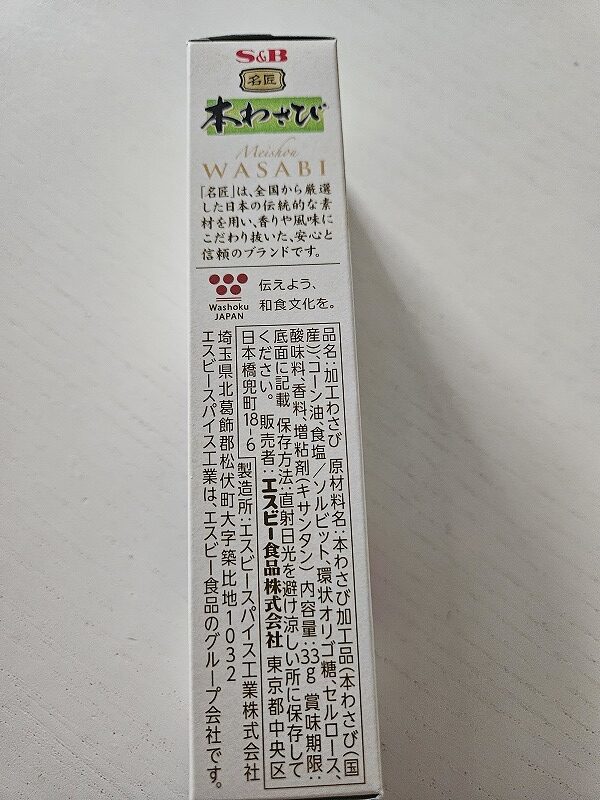 S&B
名匠
本わさび
Meishou
WASABI
「名匠」は、全国から厳選
した日本の伝統的な素
材を用い、香りや風味に
こだわり抜いた、安心と
信頼のブランドです。
Washoku
JAPAN
伝えよう、
和食文化を。
品名:加工わさび 原材料名:本わさび加工品(本わさび(国
産))、コーン油、食塩/ソルビット、環状オリゴ糖、セルロース、
酸味料、香料、増粘剤(キサンタン) 内容量:33g 賞味期限:
底面に記載 保存方法:直射日光を避け涼しい所に保存して
ください。 販売者:エスビー食品株式会社 東京都中央区
日本橋兜町18-6 製造所:エスビースパイス工業株式会社
埼玉県北葛飾郡松伏町大字築比地1032
エスビースパイス工業は、エスビー食品のグループ会社です。